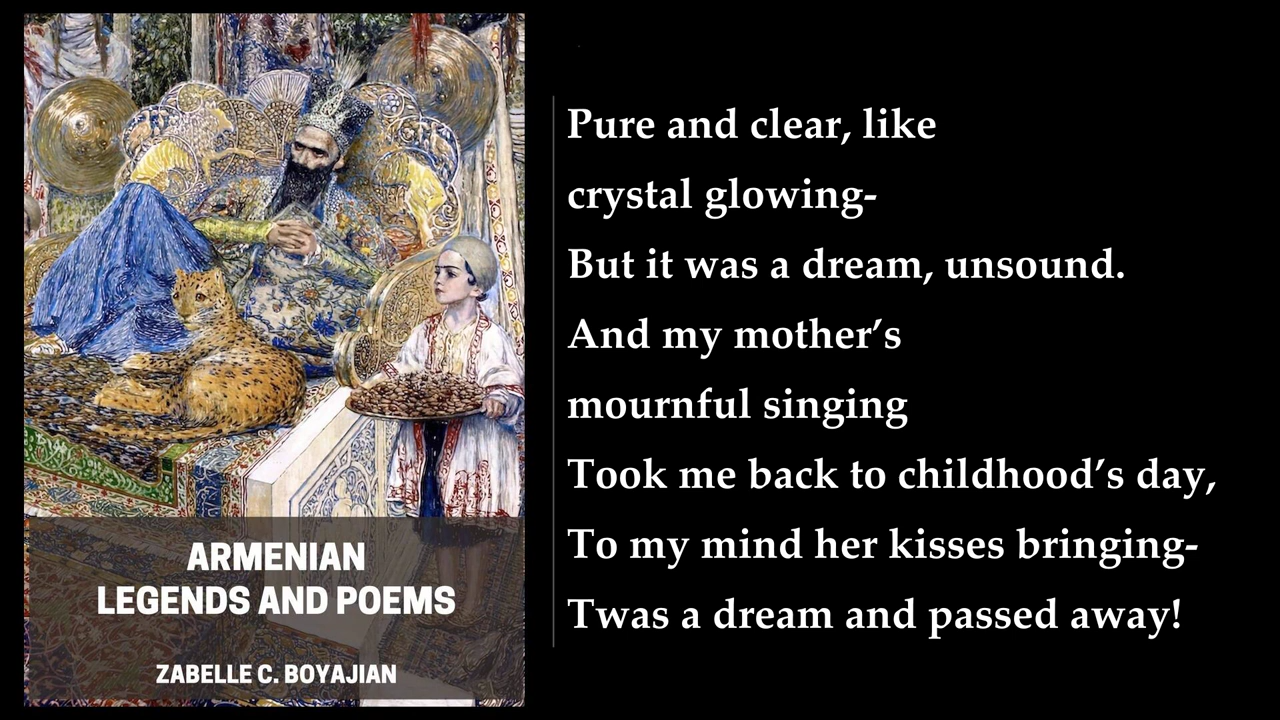 ARMENIAN
LEGENDS AND POEMS
ZABELLE C. BOYAJIAN
Pure and clear, like
crystal glowing-
But it was a dream, unsound.
And my mother’s
mournful singing
Took me back to childhood’s day,
To my mind her kisses bringing-
Twas a dream and passed away!